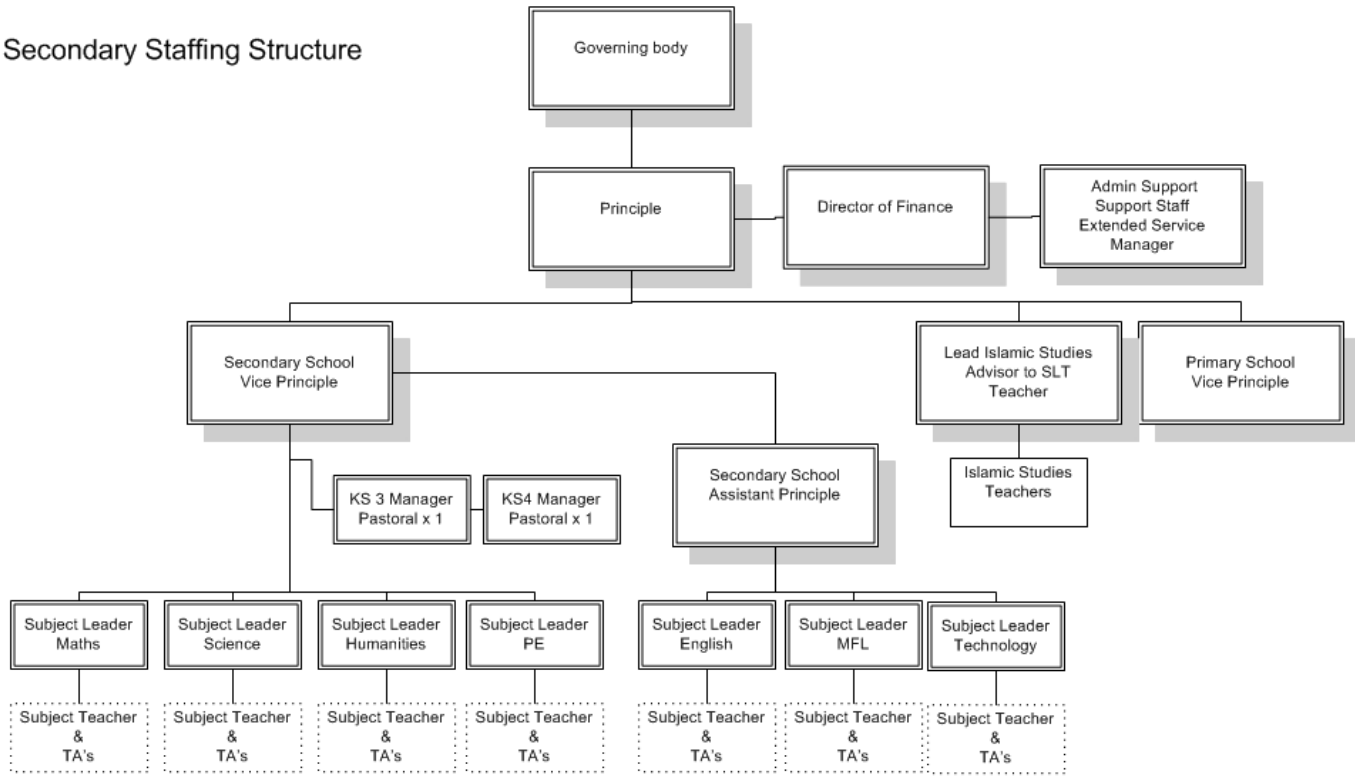 Secondary Staffing Structure
Governing body
Principle
Director of Finance
Admin Support
Support Staff
Extended Service
Manager
Secondary School
Vice Principle
Lead Islamic Studies
Advisor to SLT
Teacher
Primary School
Vice Principle
KS 3 Manager
Pastoral x 1
KS4 Manager
Pastoral x 1
Secondary School
Assistant Principle
Islamic Studies
Teachers
Subject Leader
Maths
Subject Leader
Science
Subject Leader
Humanities
Subject Leader
PE
Subject Leader
English
Subject Leader
MFL
Subject Leader
Technology
Subject Teacher
&
TA's
Subject Teacher
&
TA's
Subject Teacher
&
TA's
Subject Teacher
&
TA's
Subject Teacher
&
TA's
Subject Teacher
&
TA's
Subject Teacher
&
TA's